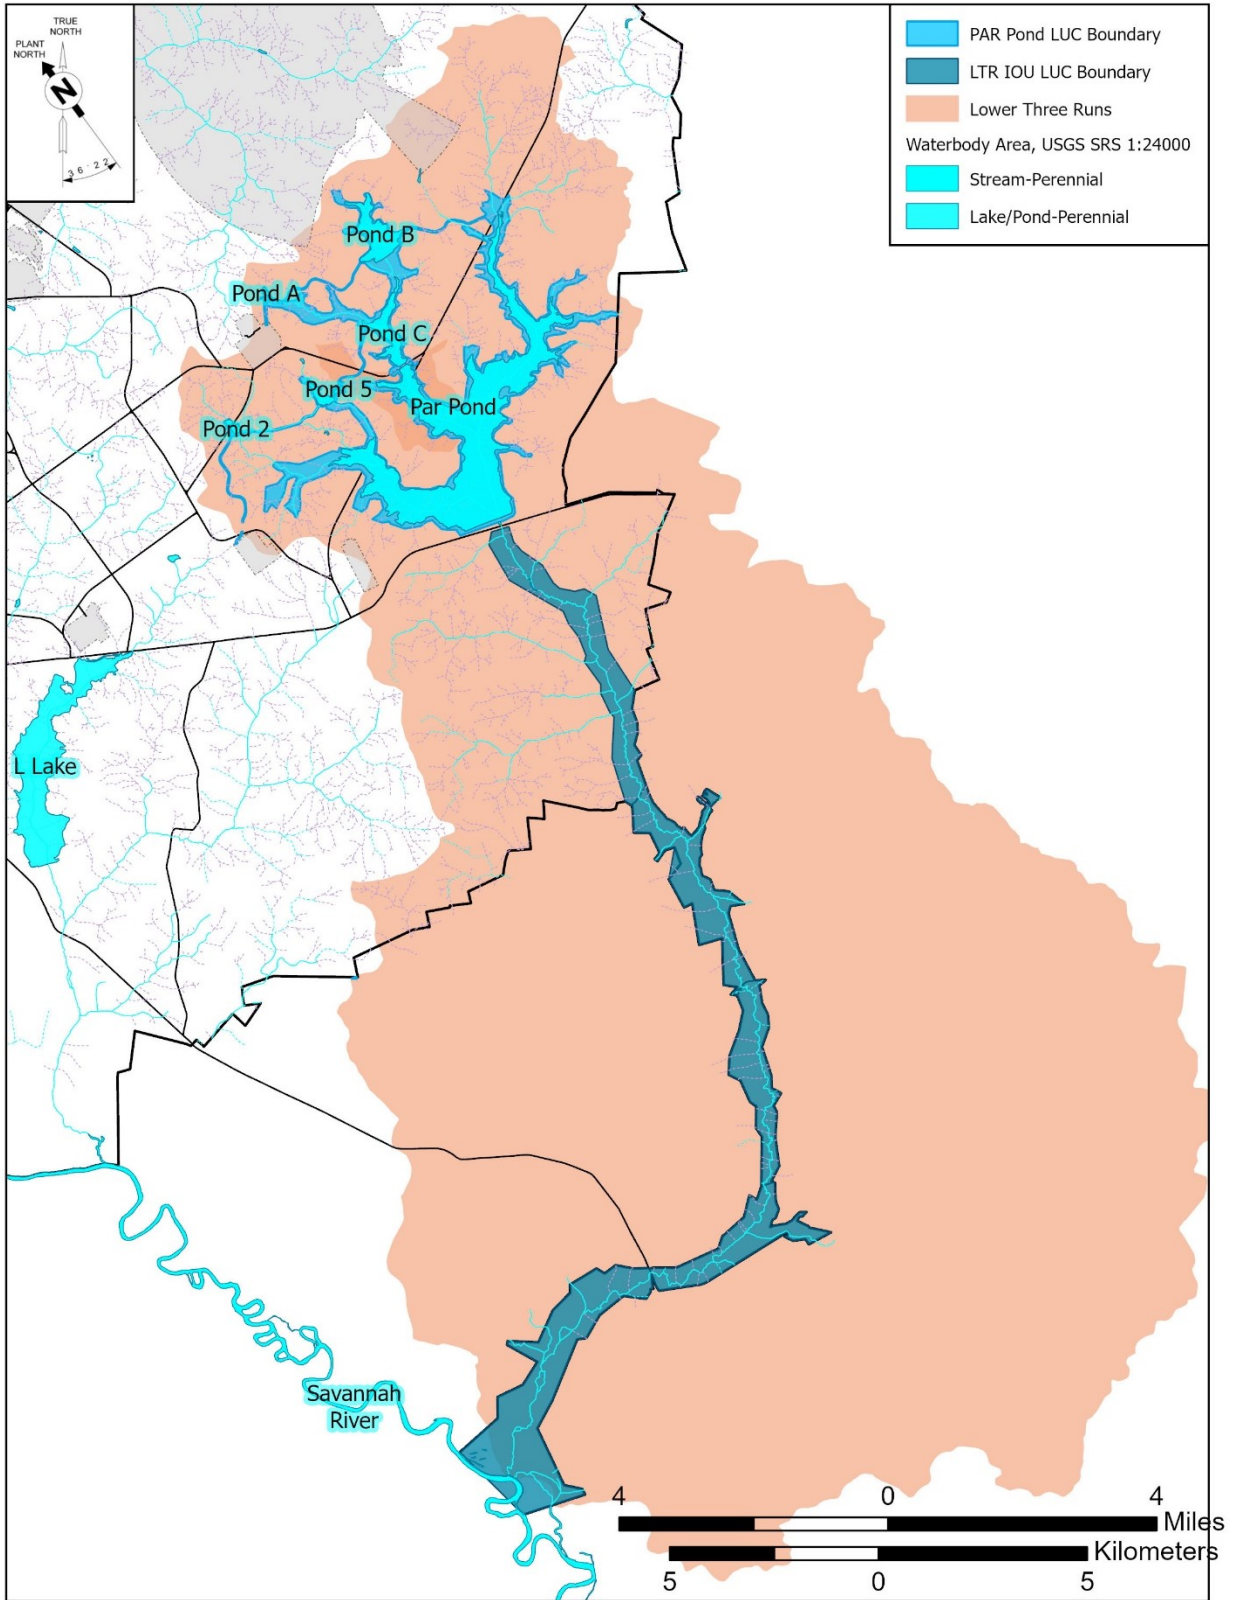 TRUE
NORTH
PLANT
NORTH
N
36-22
PAR Pond LUC Boundary
LTR IOU LUC Boundary
Lower Three Runs
Waterbody Area, USGS SRS 1:24000
Stream-Perennial
Lake/Pond-Perennial
Pond B
Pond A
Pond C
Pond 5
Par Pond
Pond 2
L Lake
Savannah
River
4 0 4
Miles
Kilometers
5 0 5